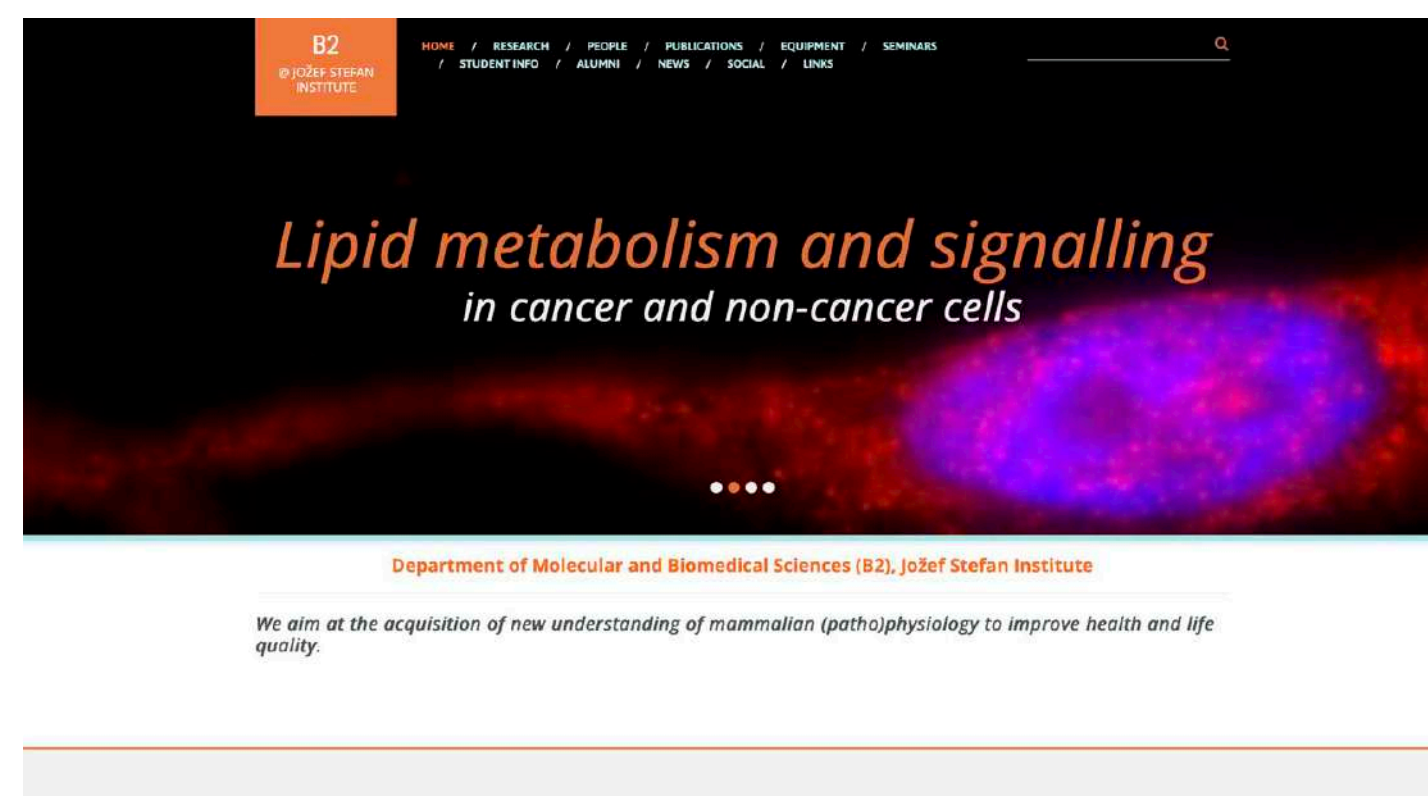 B2
@ JOŽEF STEFAN
INSTITUTE
HOME / RESEARCH / PEOPLE / PUBLICATIONS / EQUIPMENT / SEMINARS
/ STUDENT INFO / ALUMNI / NEWS / SOCIAL / LINKS
Lipid metabolism and signalling
in cancer and non-cancer cells
Department of Molecular and Biomedical Sciences (B2), Jožef Stefan Institute
We aim at the acquisition of new understanding of mammalian (patho)physiology to improve health and life
quality.